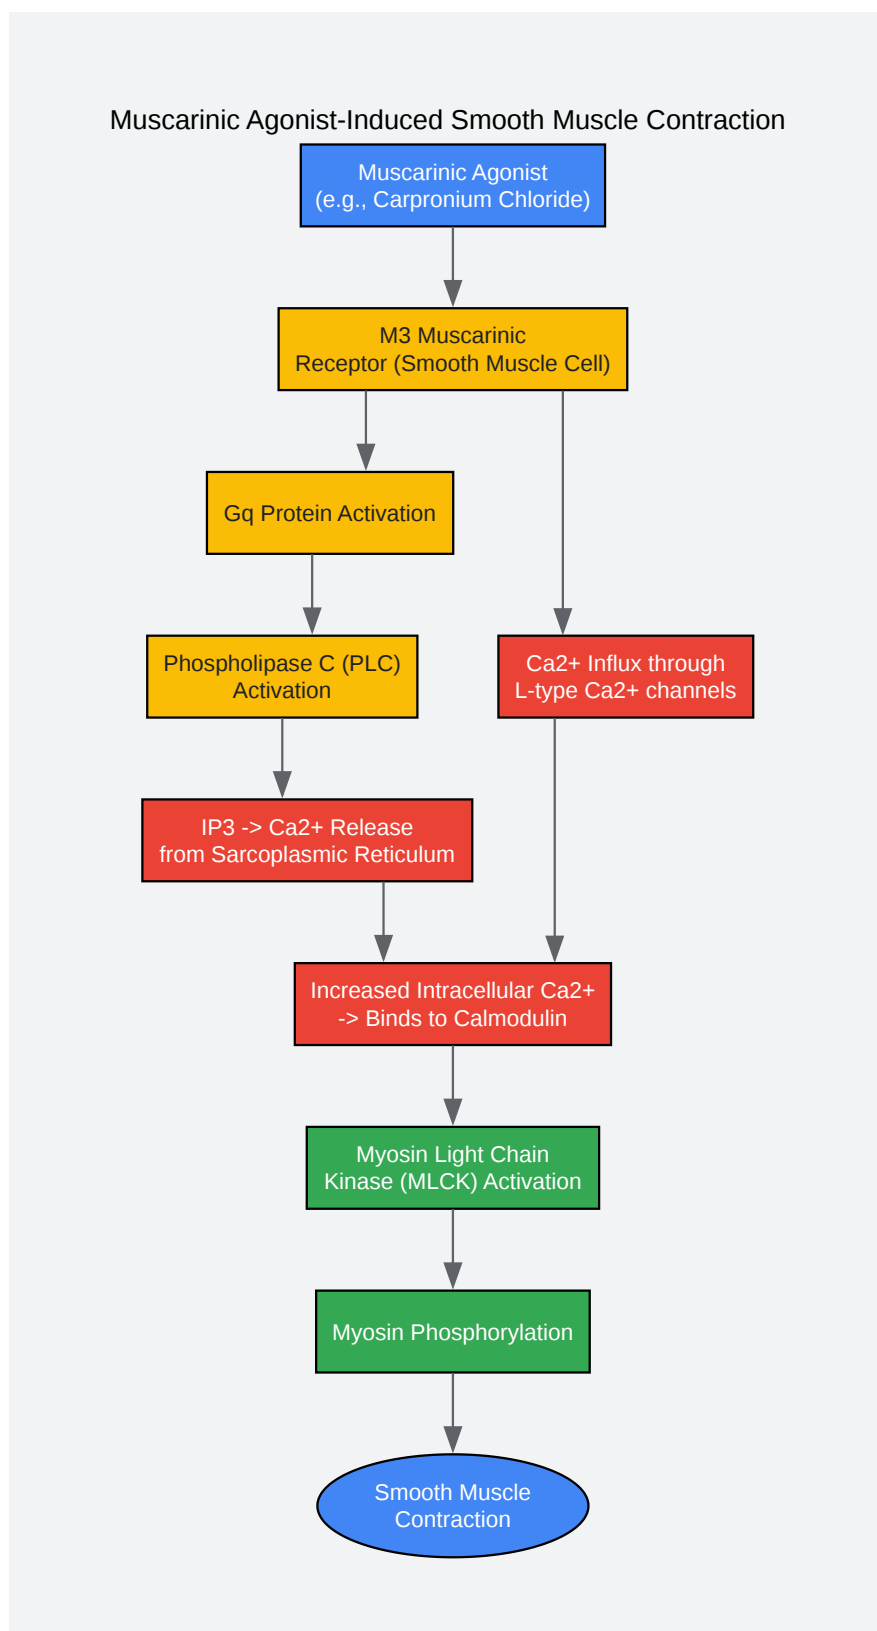 Muscarinic Agonist-Induced Smooth Muscle Contraction
Muscarinic Agonist
(e.g., Carpronium Chloride)
M3 Muscarinic
Receptor (Smooth Muscle Cell)
Gq Protein Activation
Phospholipase C (PLC)
Activation
Ca2+ Influx through
L-type Ca2+ channels
IP3 -> Ca2+ Release
from Sarcoplasmic Reticulum
Increased Intracellular Ca2+
-> Binds to Calmodulin
Myosin Light Chain
Kinase (MLCK) Activation
Myosin Phosphorylation
Smooth Muscle
Contraction